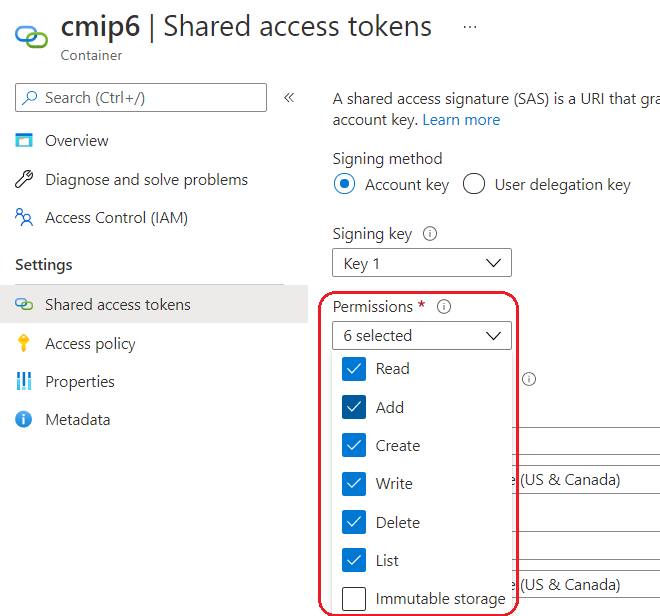 cmip6 | Shared access tokens ...
Container
Search (Ctrl+/)
«
Overview
Diagnose and solve problems
Access Control (IAM)
Settings
Shared access tokens
Access policy
Properties
Metadata
A shared access signature (SAS) is a URI that gra
account key. Learn more
Signing method
Account key
User delegation key
Signing key
Key 1
Permissions *
6 selected
Read
Add
Create
Write
Delete
List
Immutable storage
(US & Canada)
(US & Canada)